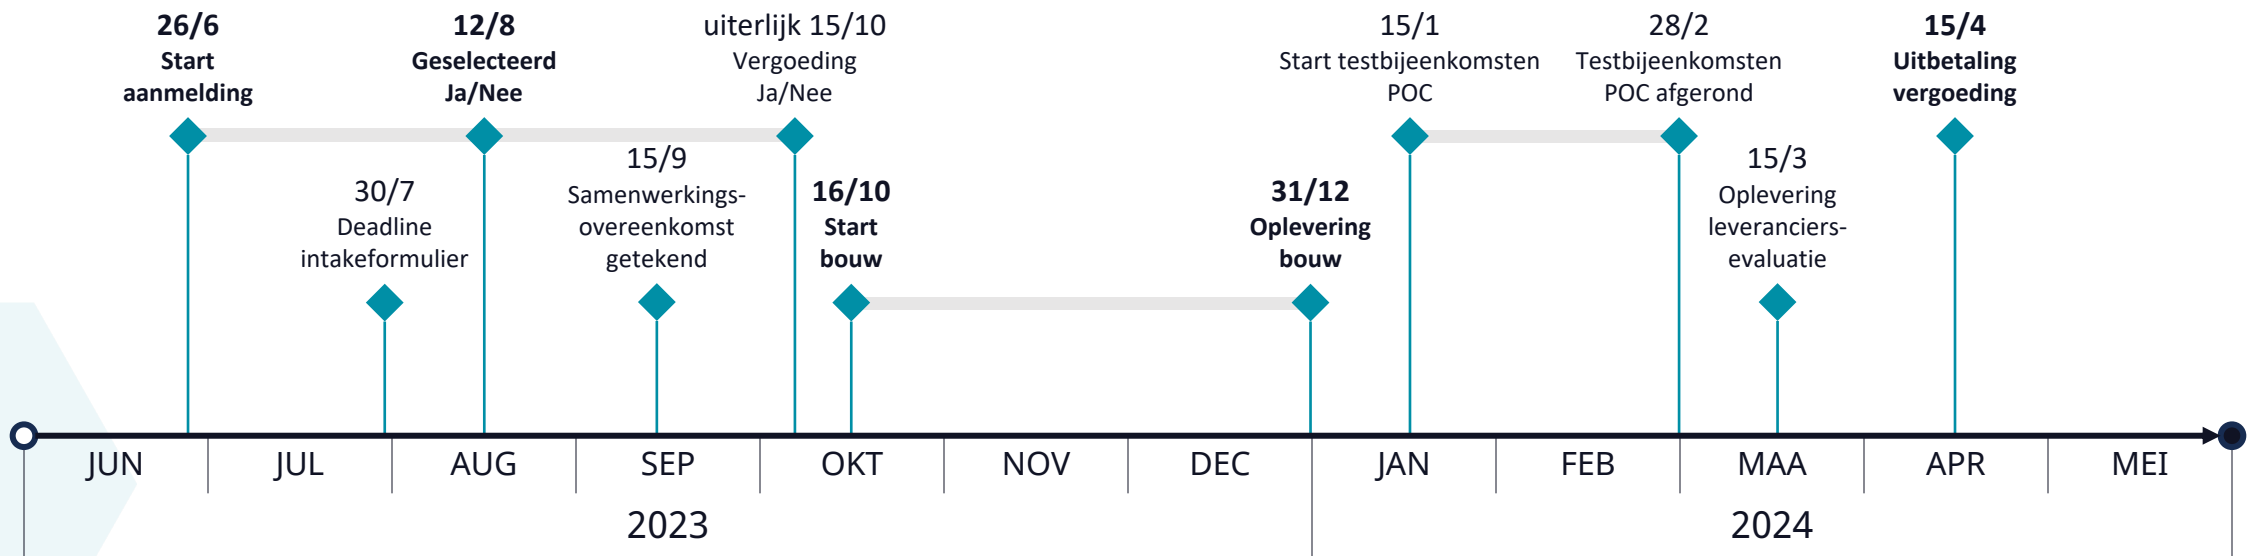 26/6
Start
aanmelding
12/8
Geselecteerd
Ja/Nee
uiterlijk 15/10
Vergoeding
Ja/Nee
15/1
Start testbijeenkomsten
POC
28/2
Testbijeenkomsten
POC afgerond
15/4
Uitbetaling
vergoeding
30/7
Deadline
intakeformulier
15/9
Samenwerkings-
overeenkomst
getekend
16/10
Start
bouw
31/12
Oplevering
bouw
15/3
Oplevering
leveranciers-
evaluatie
JUN
JUL
AUG
SEP
OKT
NOV
DEC
JAN
FEB
MAA
APR
MEI
2023
2024